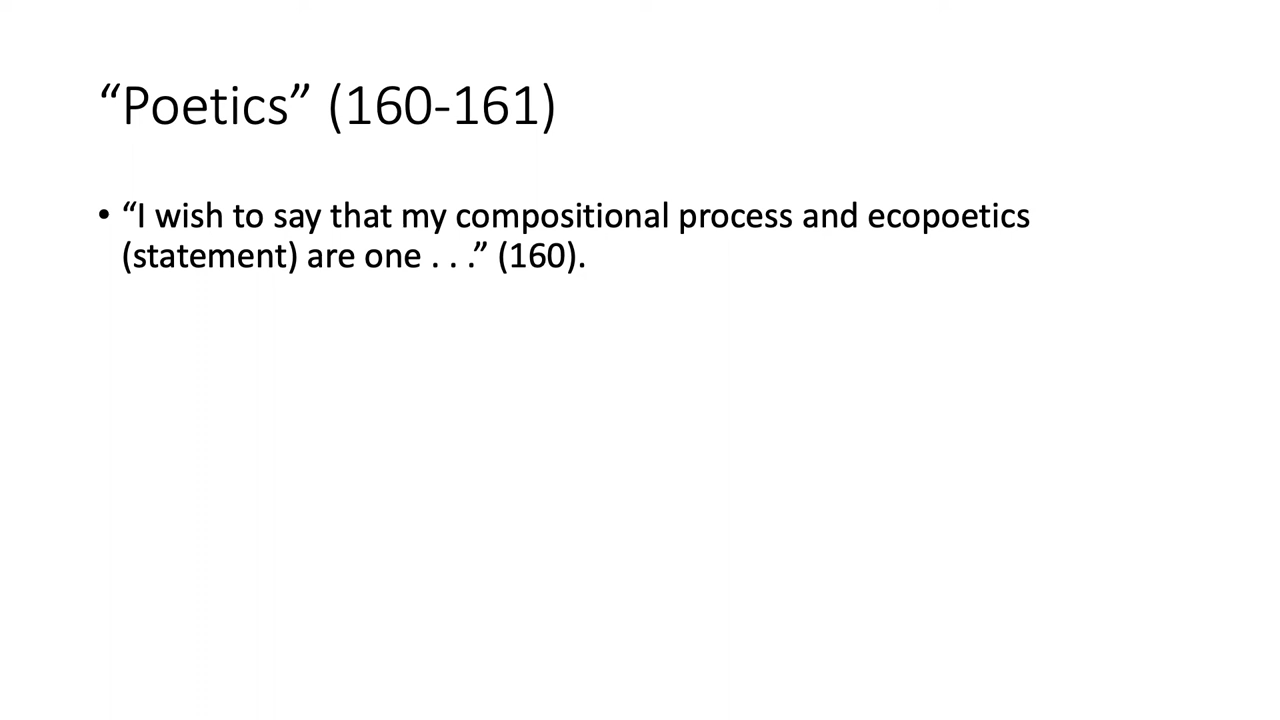 “Poetics” (160-161)
• “I wish to say that my compositional process and ecopoetics
(statement) are one . . .” (160).